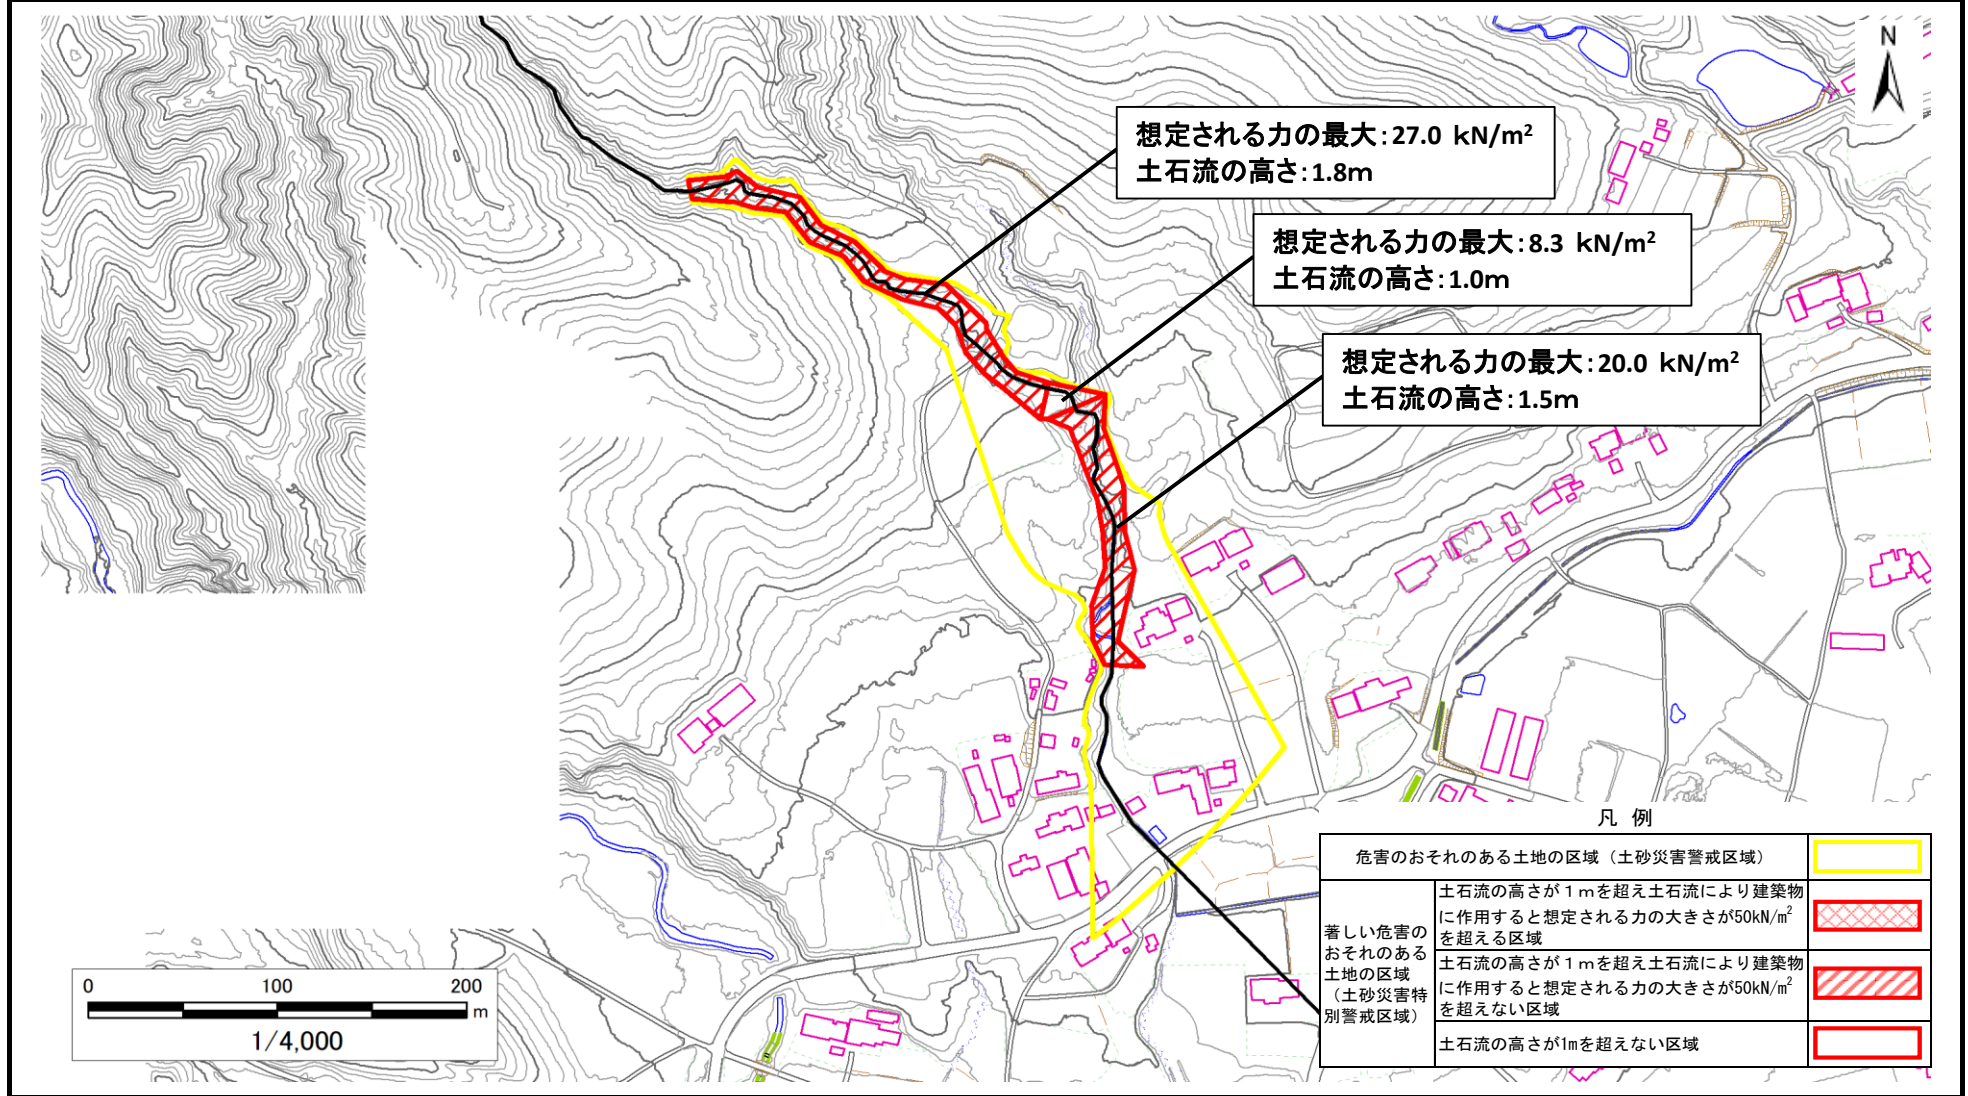 N
想定される力の最大:27.0 kN/m²
土石流の高さ:1.8m
想定される力の最大:8.3 kN/m²
土石流の高さ:1.0m
想定される力の最大:20.0 kN/m²
土石流の高さ:1.5m
凡 例
危害のおそれのある土地の区域（土砂災害警戒区域）
著しい危害の
おそれのある
土地の区域
（土砂災害特
別警戒区域）
土石流の高さが１ｍを超え土石流により建築物
に作用すると想定される力の大きさが50kN/㎡
を超える区域
土石流の高さが１ｍを超え土石流により建築物
に作用すると想定される力の大きさが50kN/㎡
を超えない区域
土石流の高さが1mを超えない区域
0 100 200
m
1/4,000